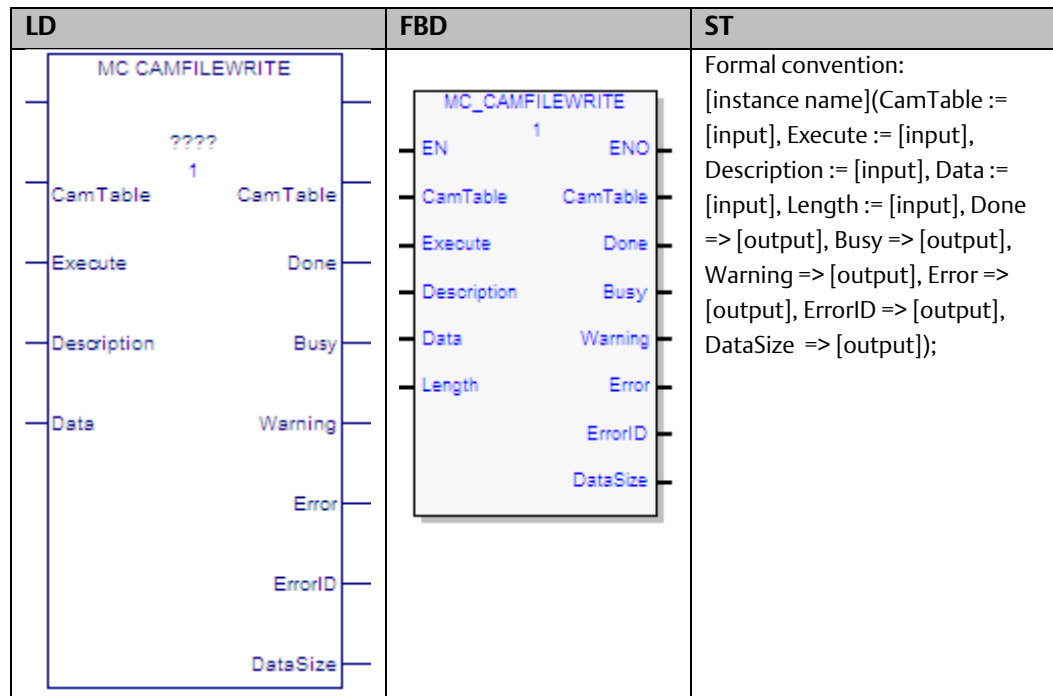 LD
FBD
ST
MC CAMFILEWRITE
????
1
CamTable CamTable
Execute Done
Description Busy
Data Warning
Error
ErrorID
DataSize
MC_CAMFILEWRITE
1
EN ENO
CamTable CamTable
Execute Done
Description Busy
Data Warning
Length Error
ErrorID
DataSize
Formal convention:
[instance name](CamTable :=
[input], Execute := [input],
Description := [input], Data :=
[input], Length := [input], Done
=> [output], Busy => [output],
Warning => [output], Error =>
[output], ErrorID => [output],
DataSize => [output]);